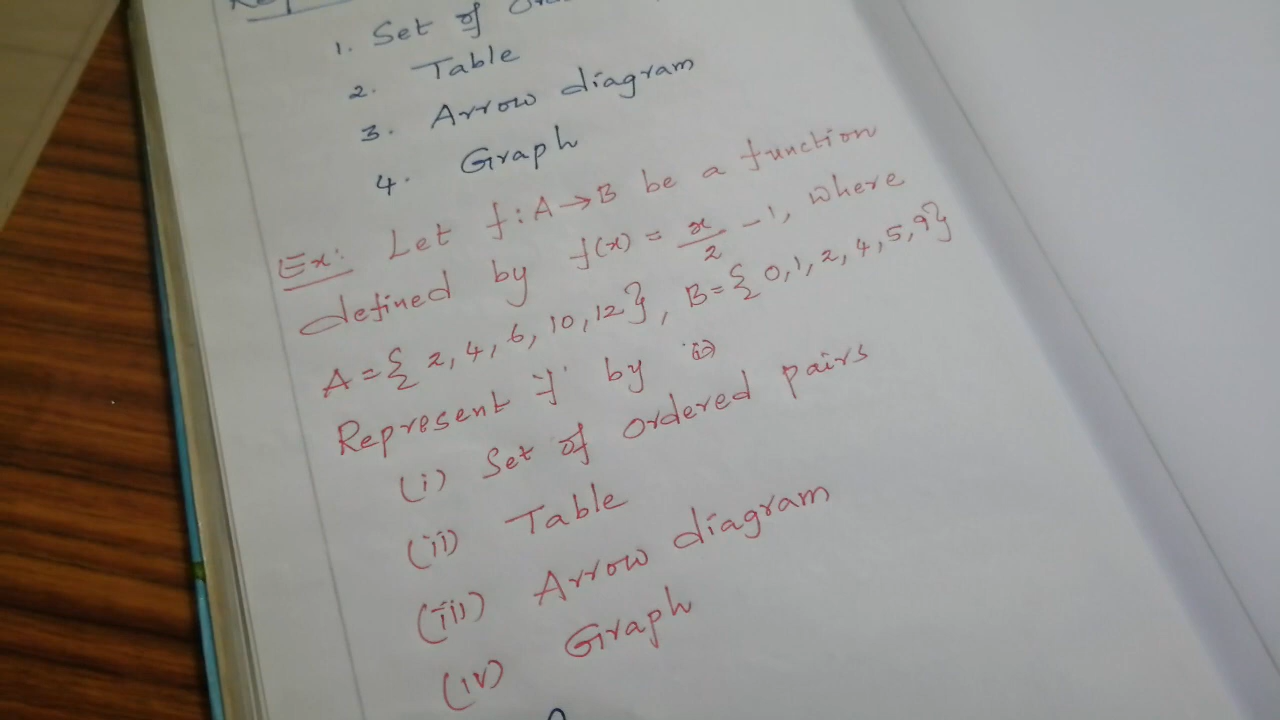 1. Set of
2. Table
3. Arrow diagram
4. Graph
Ex: Let f:A→B be a function
defined by f(x) = x/2 -1, where
A={2,4,6,10,12}, B={0,1,2,4,5,9}
Represent 'f' by (i)
(i) Set of ordered pairs
(ii) Table
(iii) Arrow diagram
(iv) Graph